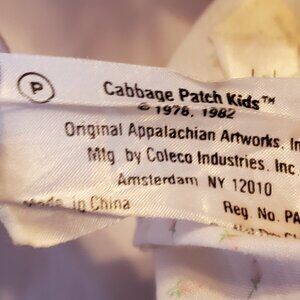 P
Cabbage Patch Kids™
© 1978, 1982
Original Appalachian Artworks, In
Mfg by Coleco Industries, Inc
Amsterdam NY 12010
Made in China
Reg. No. PA